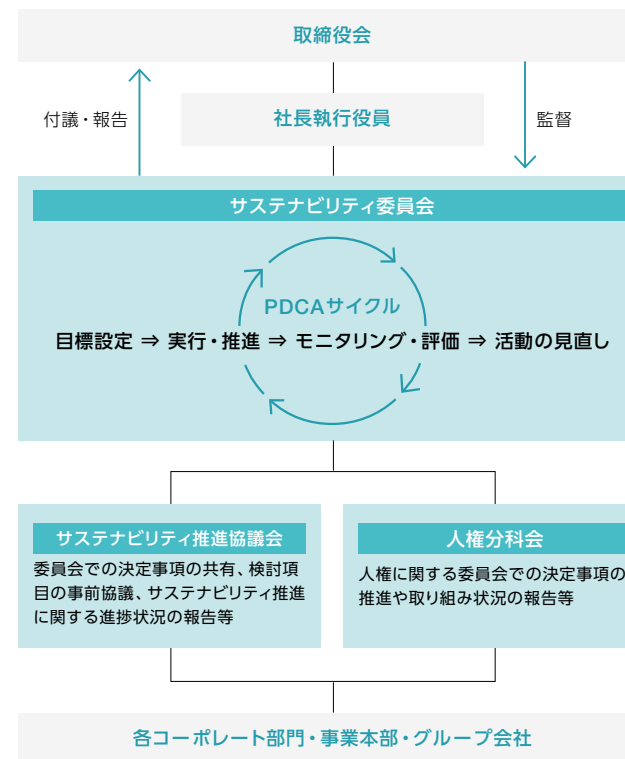 取締役会
付議・報告
社長執行役員
監督
サステナビリティ委員会
PDCAサイクル
目標設定 ⇒ 実行・推進 ⇒ モニタリング・評価 ⇒ 活動の見直し
サステナビリティ推進協議会
委員会での決定事項の共有、検討項
目の事前協議、サステナビリティ推進
に関する進捗状況の報告等
人権分科会
人権に関する委員会での決定事項の
推進や取り組み状況の報告等
各コーポレート部門・事業本部・グループ会社